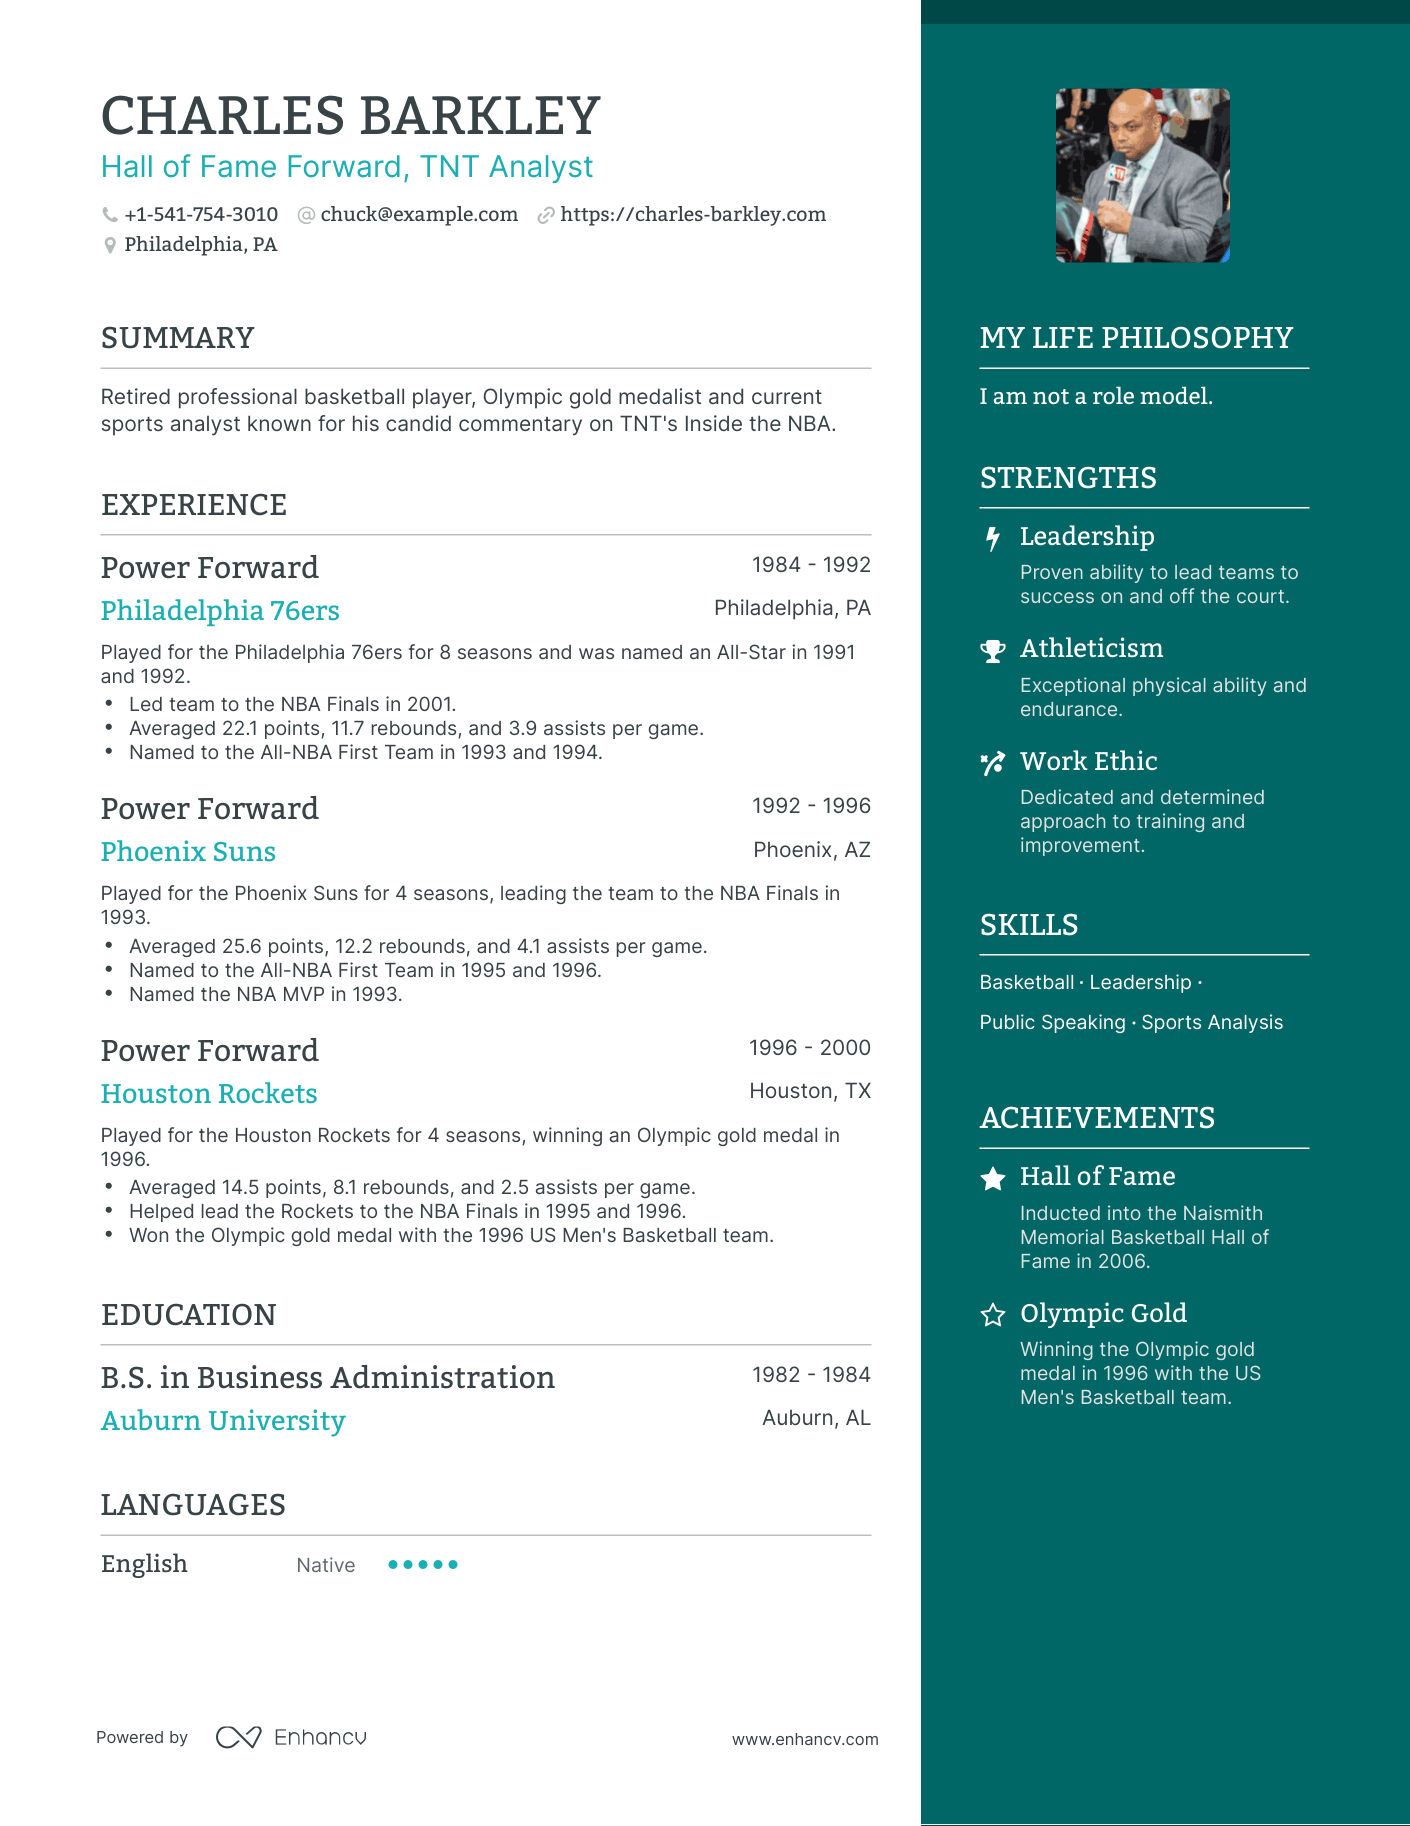 CHARLES BARKLEY
Hall of Fame Forward, TNT Analyst
+1-541-754-3010 chuck@example.com https://charles-barkley.com
Philadelphia, PA
SUMMARY
Retired professional basketball player, Olympic gold medalist and current
sports analyst known for his candid commentary on TNT's Inside the NBA.
EXPERIENCE
Power Forward 1984 - 1992
Philadelphia 76ers Philadelphia, PA
Played for the Philadelphia 76ers for 8 seasons and was named an All-Star in 1991
and 1992.
• Led team to the NBA Finals in 2001.
• Averaged 22.1 points, 11.7 rebounds, and 3.9 assists per game.
• Named to the All-NBA First Team in 1993 and 1994.
Power Forward 1992 - 1996
Phoenix Suns Phoenix, AZ
Played for the Phoenix Suns for 4 seasons, leading the team to the NBA Finals in
1993.
• Averaged 25.6 points, 12.2 rebounds, and 4.1 assists per game.
• Named to the All-NBA First Team in 1995 and 1996.
• Named the NBA MVP in 1993.
Power Forward 1996 - 2000
Houston Rockets Houston, TX
Played for the Houston Rockets for 4 seasons, winning an Olympic gold medal in
1996.
• Averaged 14.5 points, 8.1 rebounds, and 2.5 assists per game.
• Helped lead the Rockets to the NBA Finals in 1995 and 1996.
• Won the Olympic gold medal with the 1996 US Men's Basketball team.
EDUCATION
B.S. in Business Administration 1982 - 1984
Auburn University Auburn, AL
LANGUAGES
English Native
Powered by Enhancv www.enhancv.com
MY LIFE PHILOSOPHY
I am not a role model.
STRENGTHS
Leadership
Proven ability to lead teams to
success on and off the court.
Athleticism
Exceptional physical ability and
endurance.
Work Ethic
Dedicated and determined
approach to training and
improvement.
SKILLS
Basketball · Leadership ·
Public Speaking · Sports Analysis
ACHIEVEMENTS
Hall of Fame
Inducted into the Naismith
Memorial Basketball Hall of
Fame in 2006.
Olympic Gold
Winning the Olympic gold
medal in 1996 with the US
Men's Basketball team.